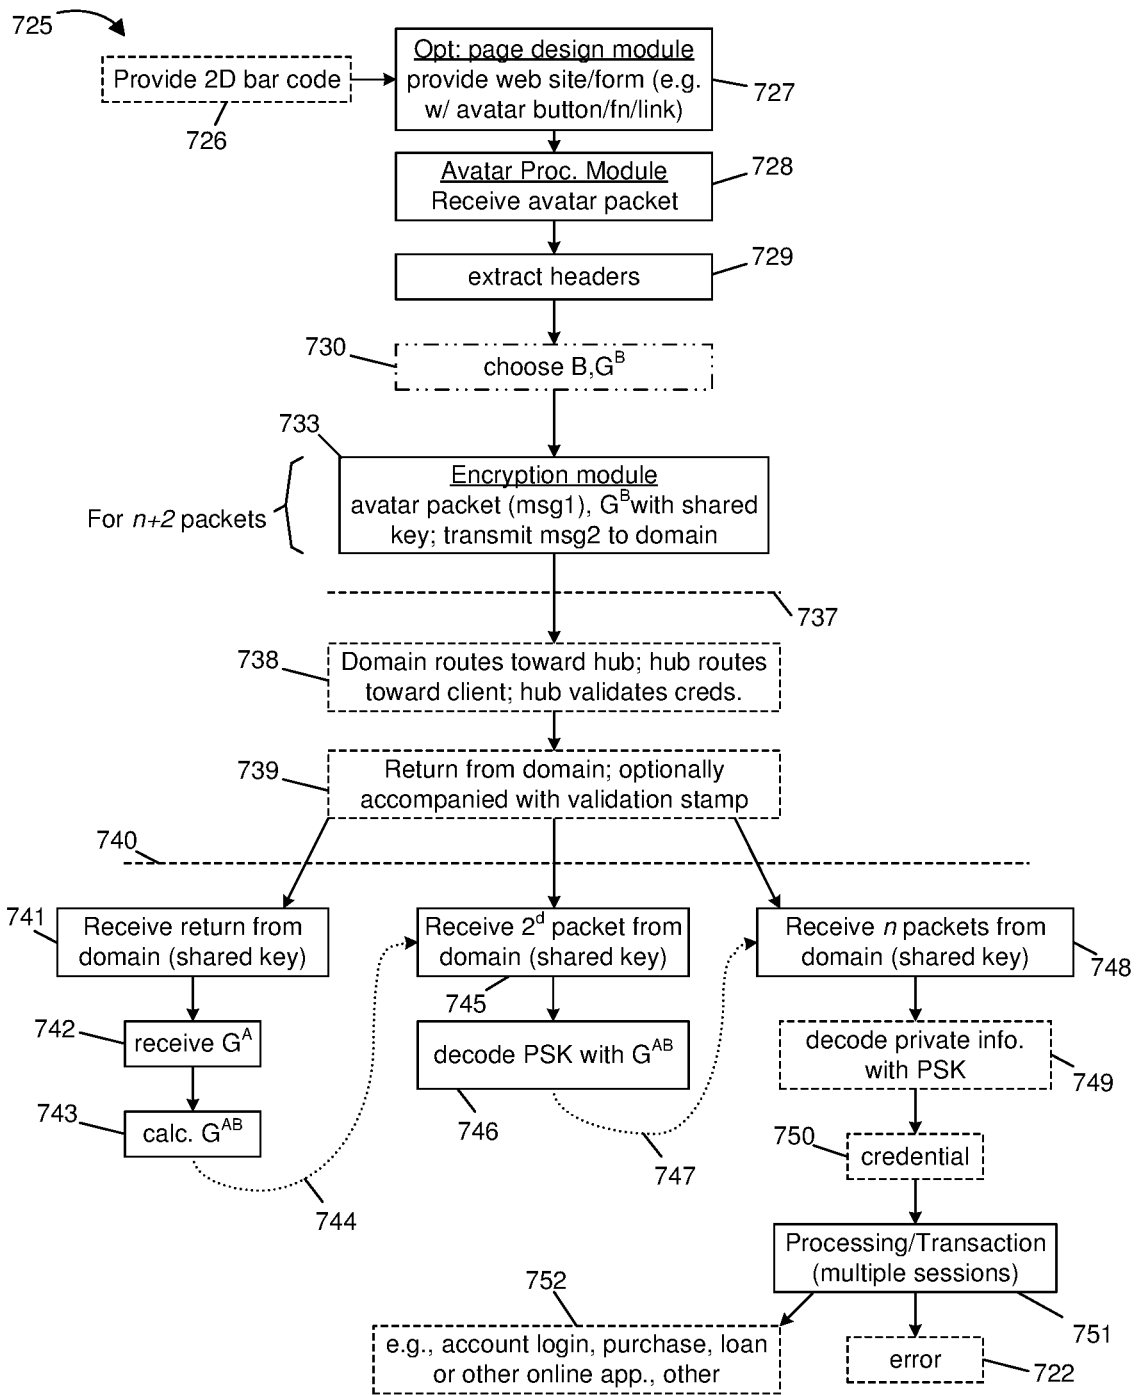 725
Provide 2D bar code
726
Opt: page design module
provide web site/form (e.g.
w/ avatar button/fn/link)
727
Avatar Proc. Module
Receive avatar packet
728
extract headers
729
730
choose B,G^B
733
For n+2 packets
Encryption module
avatar packet (msg1), G^B with shared
key; transmit msg2 to domain
737
738
Domain routes toward hub; hub routes
toward client; hub validates creds.
739
Return from domain; optionally
accompanied with validation stamp
740
741
Receive return from
domain (shared key)
742
receive G^A
743
calc. G^AB
744
Receive 2^d packet from
domain (shared key)
745
decode PSK with G^AB
746
747
Receive n packets from
domain (shared key)
748
decode private info.
with PSK
749
750
credential
Processing/Transaction
(multiple sessions)
751
752
e.g., account login, purchase, loan
or other online app., other
error
722